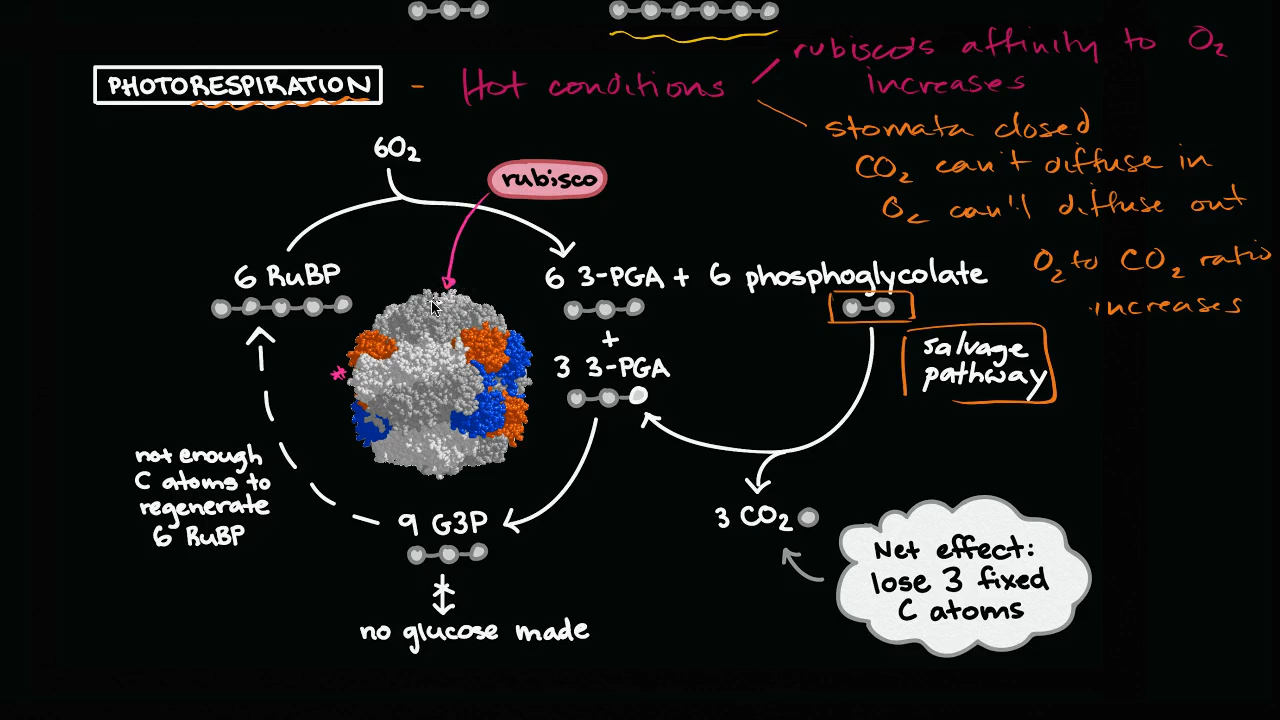 PHOTORESPIRATION - Hot conditions
rubisco's affinity to O₂
increases
stomata closed
CO₂ can't diffuse in
O₂ can't diffuse out
O₂ to CO₂ ratio
increases
6O₂
rubisco
6 RuBP
6 3-PGA + 6 phosphoglycolate
+
3 3-PGA
salvage
pathway
*
not enough
C atoms to
regenerate
6 RuBP
9 G3P
3 CO₂
no glucose made
Net effect:
lose 3 fixed
C atoms